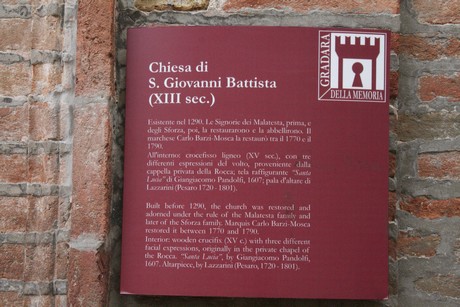 Chiesa di
S. Giovanni Battista
(XIII sec.)
GRADARA
DELLA MEMORIA
Esistente nel 1290. Le Signorie dei Malatesta, prima, e
degli Sforza, poi, la restaurarono e la abbellirono. Il
marchese Carlo Barzi-Mosca la restaurò tra il 1770 e il
1790.
All'interno: crocefisso ligneo (XV sec.), con tre
differenti espressioni del volto, proveniente dalla
cappella privata della Rocca; tela raffigurante "Santa
Lucia" di Giangiacomo Pandolfi, 1607; pala d'altare di
Lazzarini (Pesaro 1720 - 1801).
Built before 1290, the church was restored and
adorned under the rule of the Malatesta family and
later of the Sforza family. Marquis Carlo Barzi-Mosca
restored it between 1770 and 1790.
Interior: wooden crucifix (XV c.) with three different
facial expressions, originally in the private chapel of
the Rocca. "Santa Lucia", by Giangiacomo Pandolfi,
1607. Altarpiece, by Lazzarini (Pesaro, 1720 - 1801).